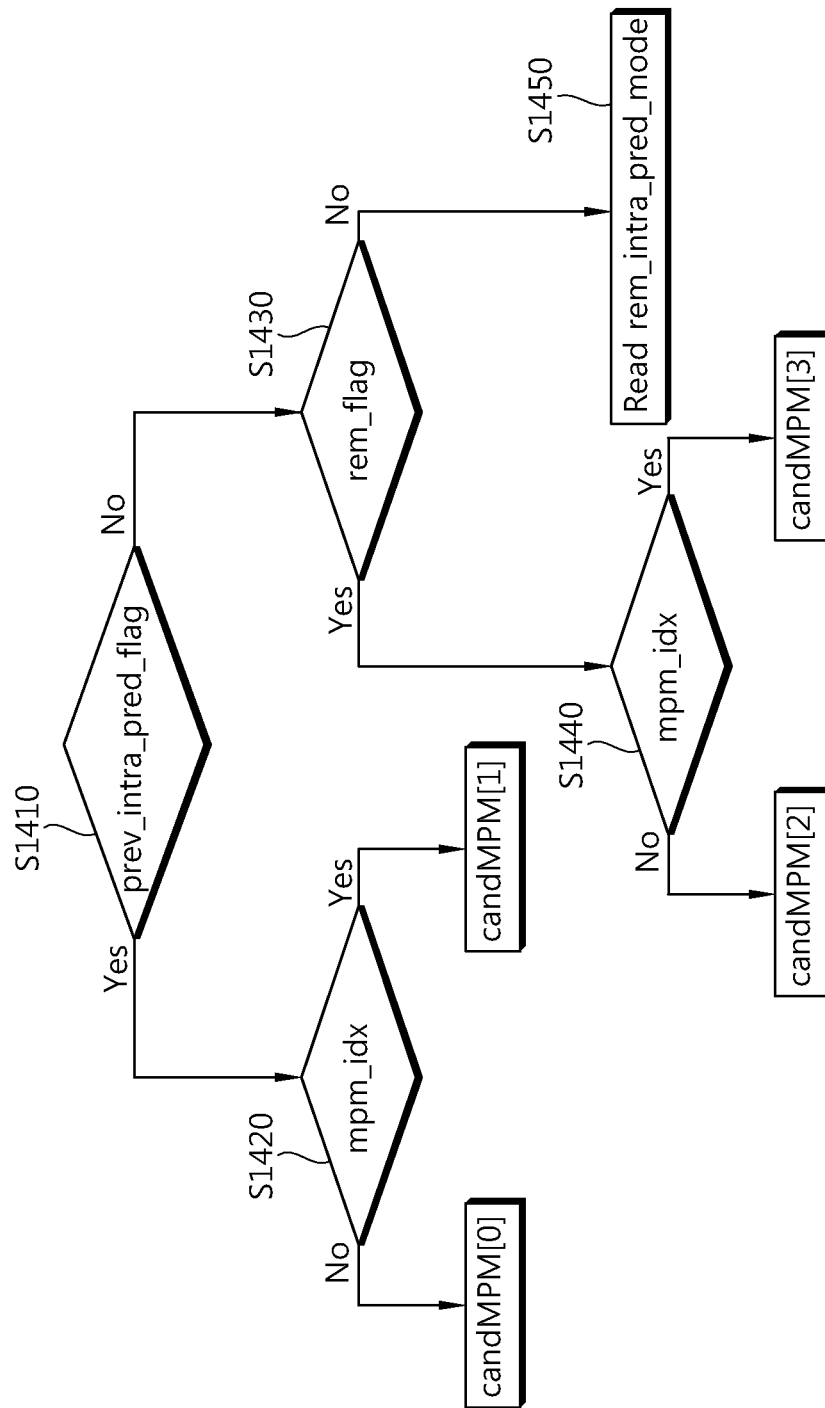 S1410
prev_intra_pred_flag
Yes
No
S1420
mpm_idx
No
Yes
candMPM[0]
candMPM[1]
S1430
rem_flag
Yes
No
S1440
mpm_idx
No
Yes
candMPM[2]
candMPM[3]
S1450
Read rem_intra_pred_mode